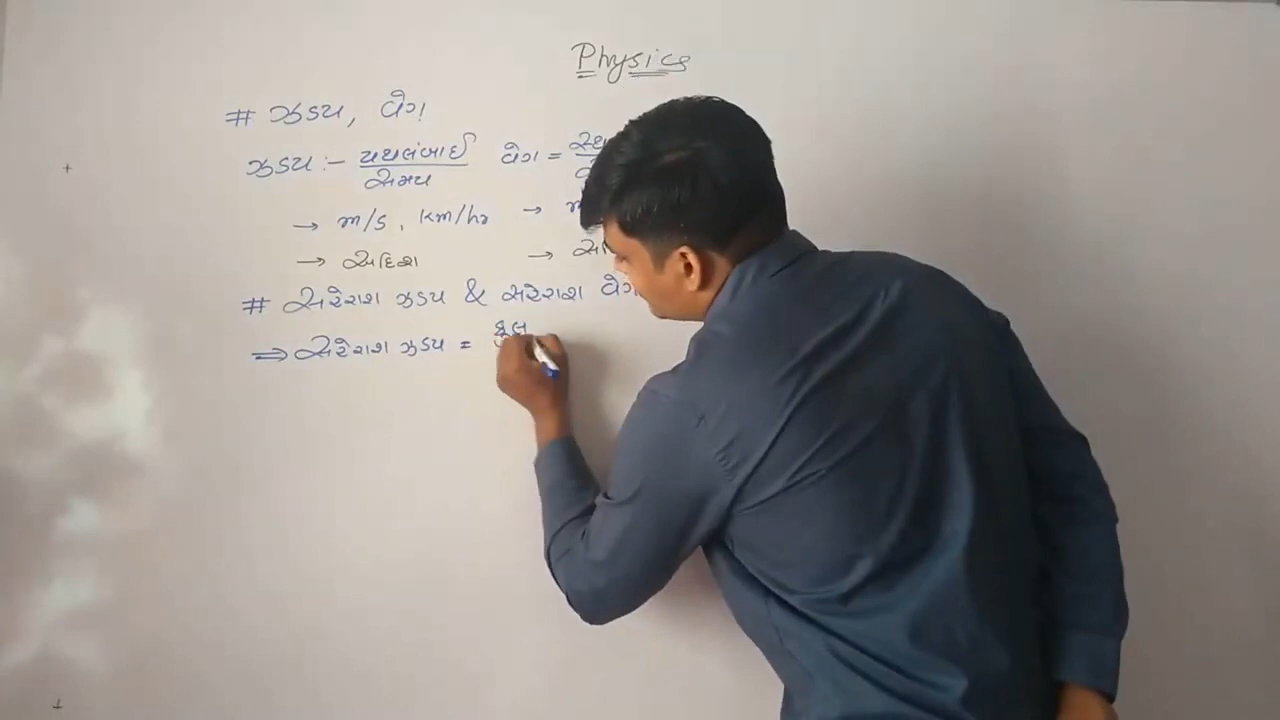 Physics
# ઝડપ, વેગ
ઝડપ :- પથલંબાઈ / સમય વેગ =
→ m/s, km/hr →
→ અદિશ →
# સરેરાશ ઝડપ & સરેરાશ વેગ
⇒ સરેરાશ ઝડપ = કુલ